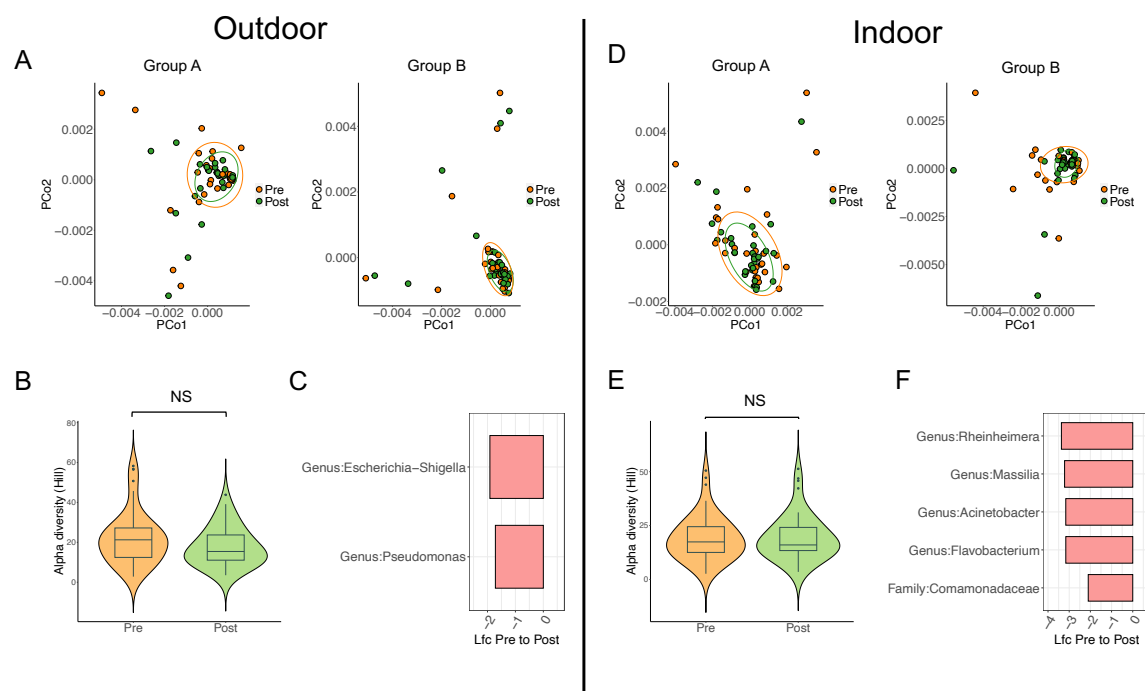 Outdoor
Indoor
A
Group A
Group B
PCo2
0.002
0.000
−0.002
−0.004
−0.004
−0.002
0.000
PCo1
Pre
Post
PCo2
0.004
0.002
0.000
−0.004
−0.002
0.000
PCo1
Pre
Post
D
Group A
Group B
PCo2
0.004
0.002
0.000
−0.002
−0.004
−0.002
0.000
0.002
PCo1
Pre
Post
PCo2
0.0025
0.0000
−0.0025
−0.0050
−0.004
−0.002
0.000
PCo1
Pre
Post
B
NS
Alpha diversity (Hill)
80
60
40
20
0
Pre
Post
C
Genus:Escherichia−Shigella
Genus:Pseudomonas
−2
−1
0
Lfc Pre to Post
E
NS
Alpha diversity (Hill)
50
25
0
Pre
Post
F
Genus:Rheinheimera
Genus:Massilia
Genus:Acinetobacter
Genus:Flavobacterium
Family:Comamonadaceae
−4
−3
−2
−1
0
Lfc Pre to Post